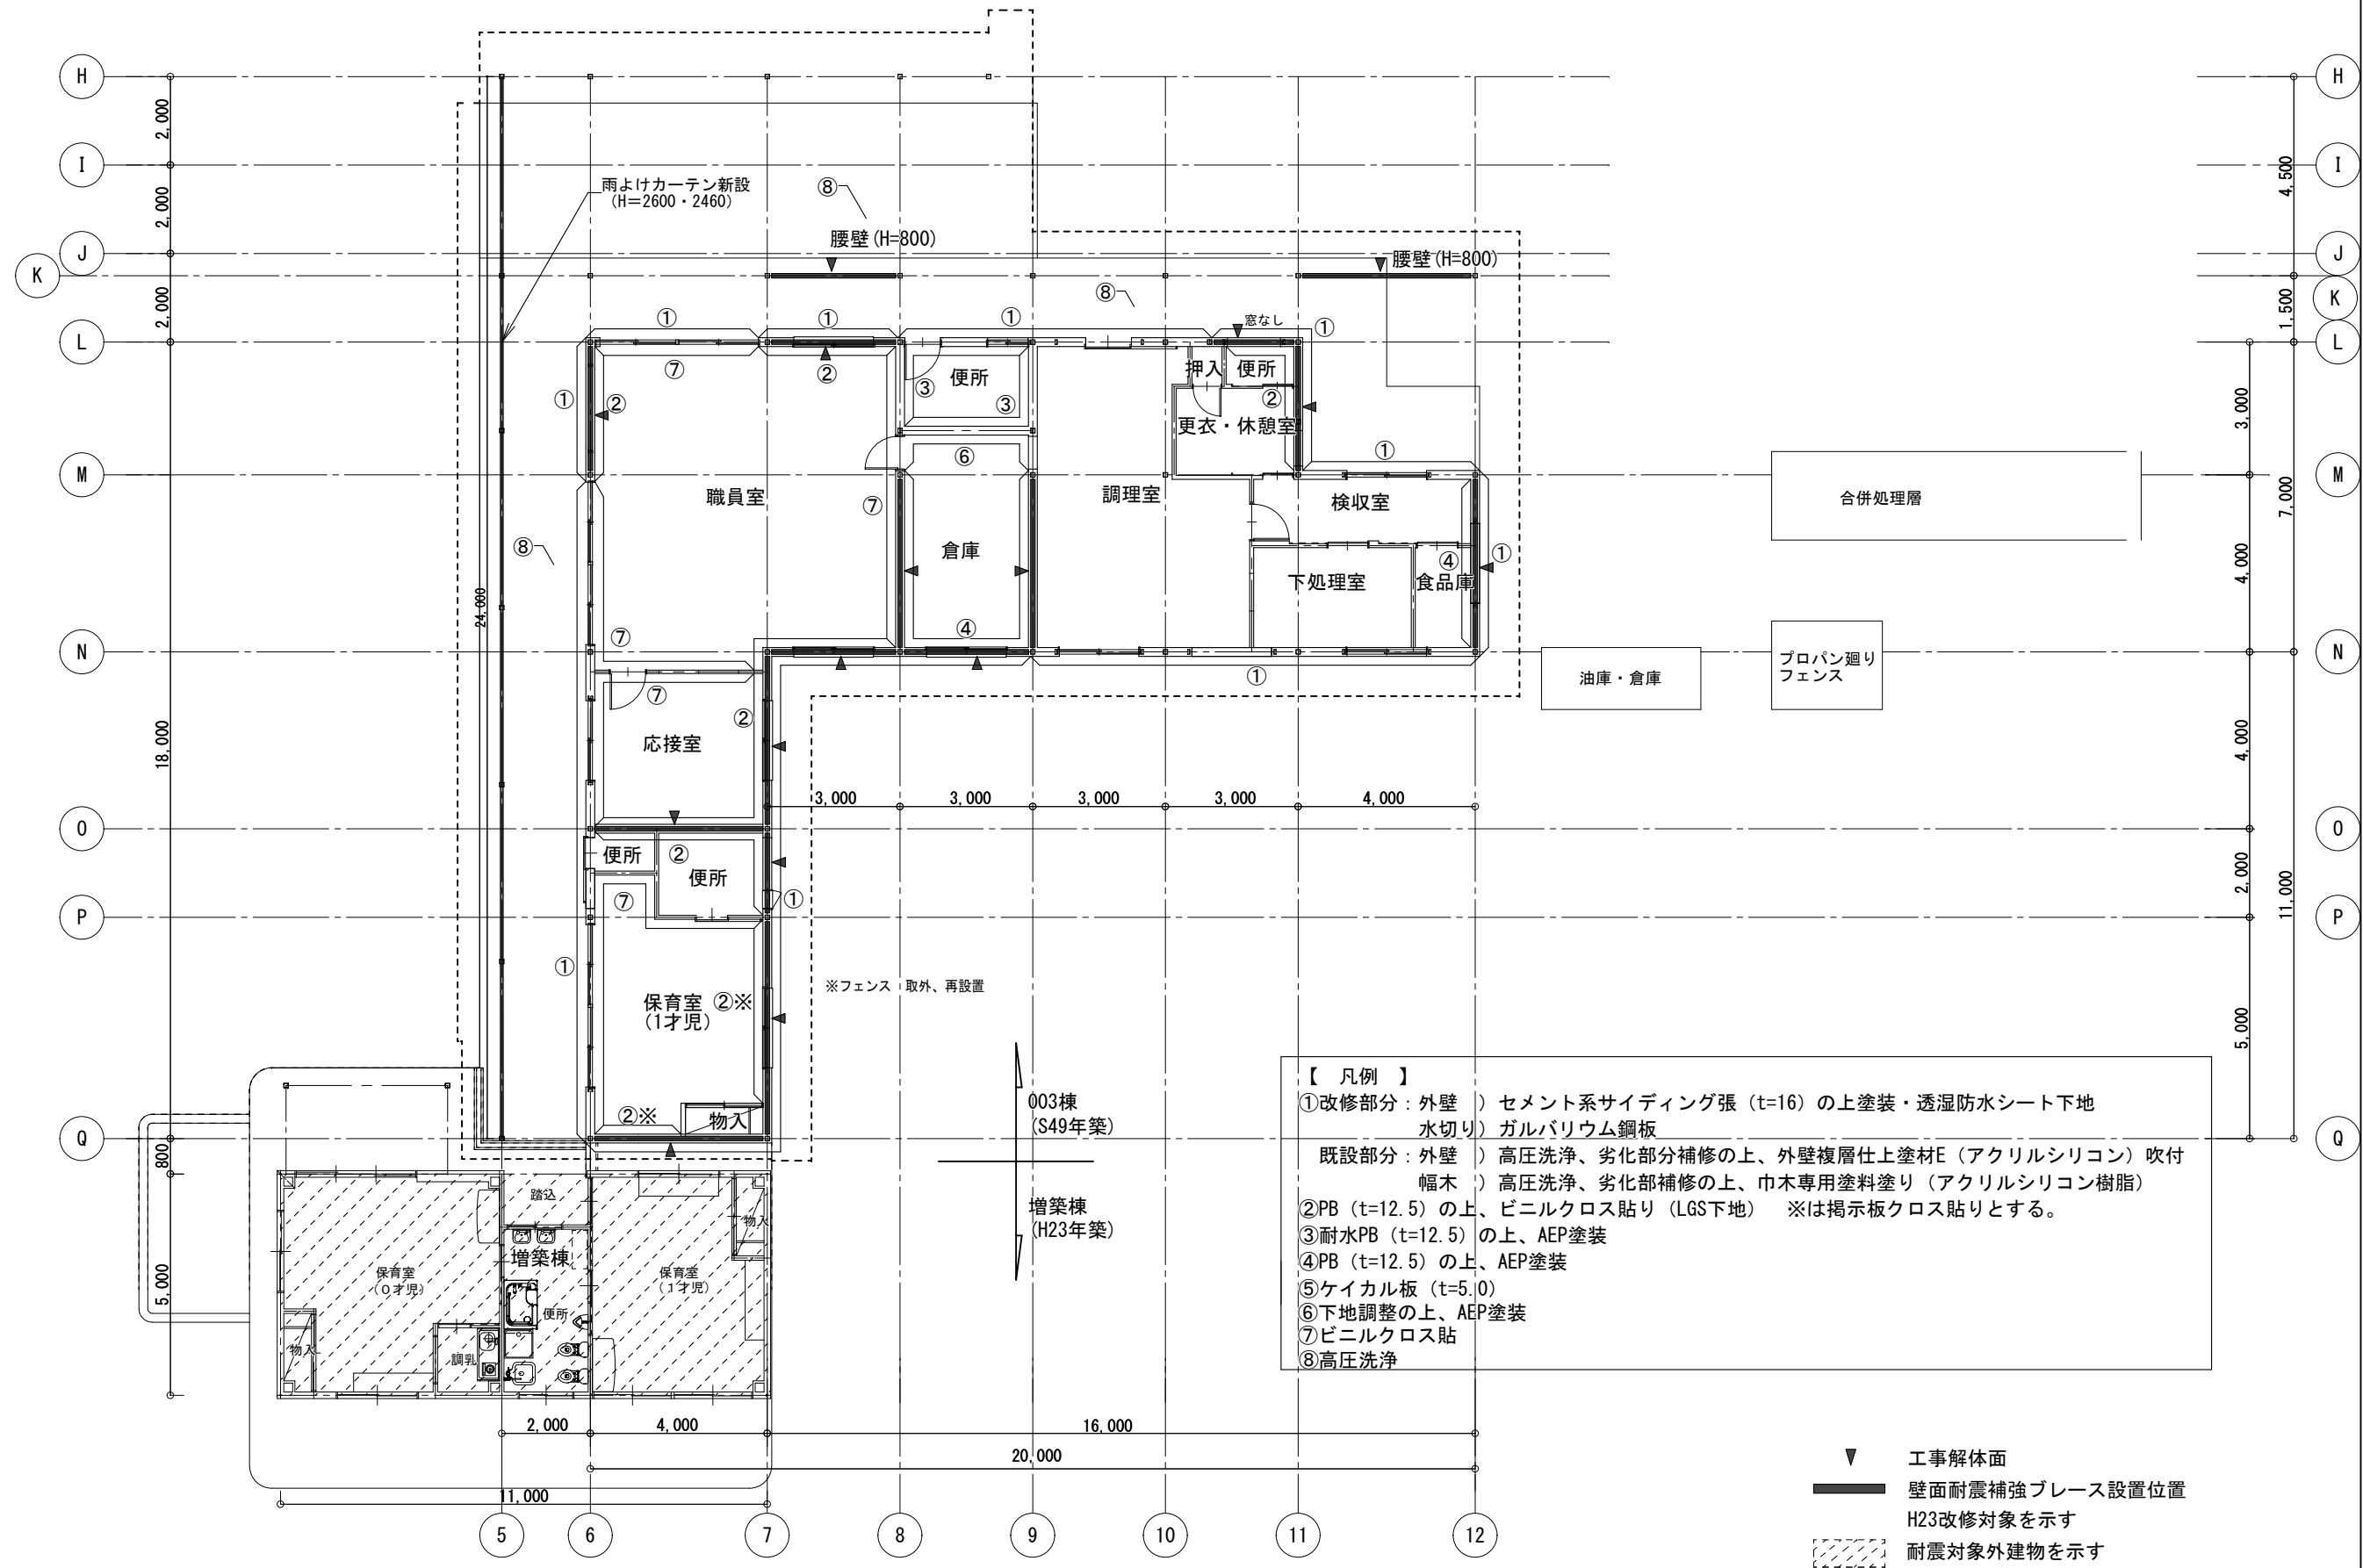 H
H
2,000
I
I
4,500
雨よけカーテン新設
(H=2600・2460)
⑧
2,000
腰壁(H=800)
腰壁(H=800)
J
J
K
K
⑧
2,000
1,500
① ① ① 窓なし ①
L
L
⑦ ② ③ 便所 ③ 押入 便所
① ② ②
更衣・休憩室
3,000
⑥ ①
M
M
職員室 ⑦ 調理室 検収室 合併処理層
7,000
⑧ 倉庫 ④ ①
下処理室 食品庫
4,000
24,000
⑦ ④
N
N
⑦ ① 油庫・倉庫 プロパン廻り
フェンス
②
応接室
18,000
4,000
3,000 3,000 3,000 3,000 4,000
O
O
便所 ② 便所
2,000
11,000
⑦ ①
P
P
①
※フェンス 取外、再設置
保育室 ②※
(1才児)
5,000
②※ 物入
003棟
(S49年築)
Q
Q
800
増築棟
(H23年築)
【 凡例 】
①改修部分：外壁 ）セメント系サイディング張（t=16）の上塗装・透湿防水シート下地
水切り）ガルバリウム鋼板
既設部分：外壁 ）高圧洗浄、劣化部分補修の上、外壁複層仕上塗材E（アクリルシリコン）吹付
幅木 ）高圧洗浄、劣化部補修の上、巾木専用塗料塗り（アクリルシリコン樹脂）
②PB（t=12.5）の上、ビニルクロス貼り（LGS下地） ※は掲示板クロス貼りとする。
③耐水PB（t=12.5）の上、AEP塗装
④PB（t=12.5）の上、AEP塗装
⑤ケイカル板（t=5.0）
⑥下地調整の上、AEP塗装
⑦ビニルクロス貼
⑧高圧洗浄
踏込
物入
増築棟
保育室
(０才児)
保育室
(１才児)
5,000
便所
物入
調乳
2,000 4,000 16,000
20,000
11,000
5 6 7 8 9 10 11 12
工事解体面
壁面耐震補強ブレース設置位置
H23改修対象を示す
耐震対象外建物を示す